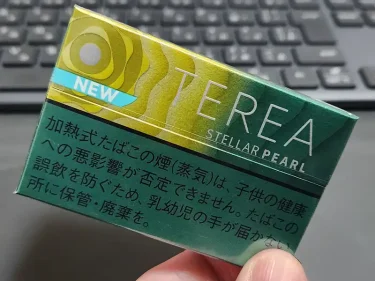 NEW
TEREA
STELLAR PEARL
加熱式たばこの煙(蒸気)は、子供の健康
への悪影響が否定できません。たばこの
誤飲を防ぐため、乳幼児の手が届かない
所に保管・廃棄を。